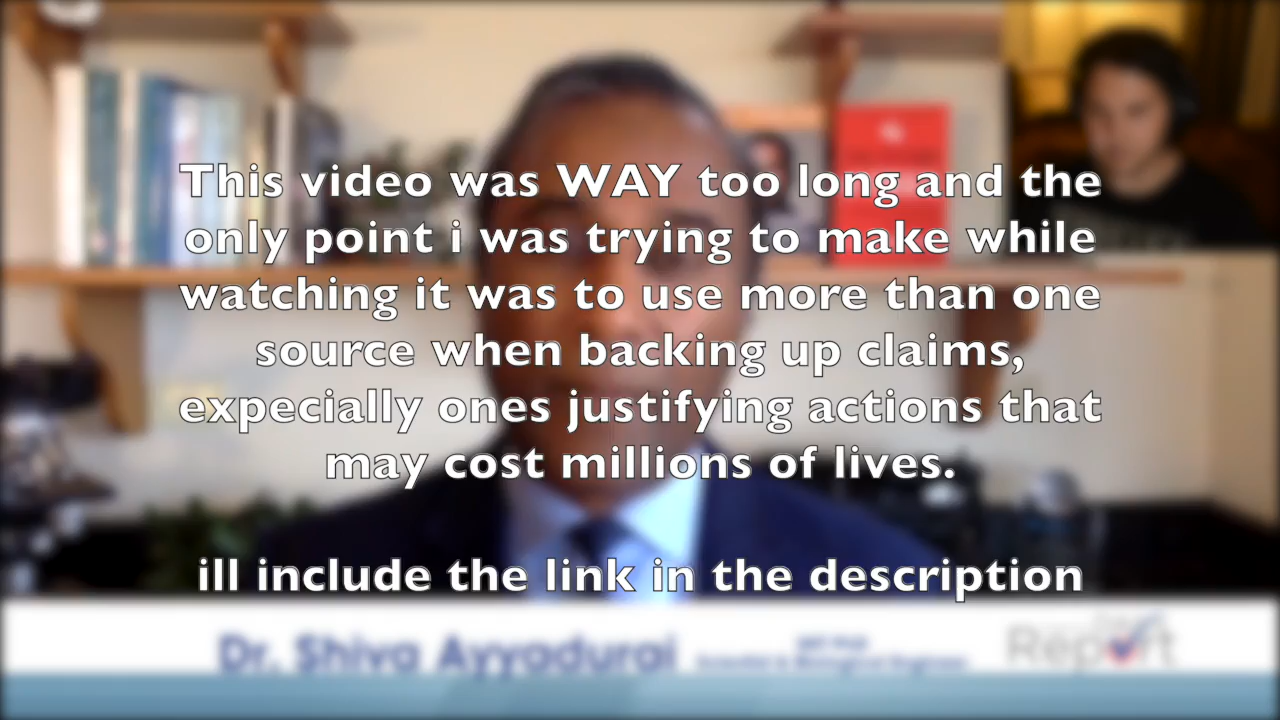 This video was WAY too long and the
only point i was trying to make while
watching it was to use more than one
source when backing up claims,
expecially ones justifying actions that
may cost millions of lives.
ill include the link in the description
Dr. Shiva Ayyadurai
Report